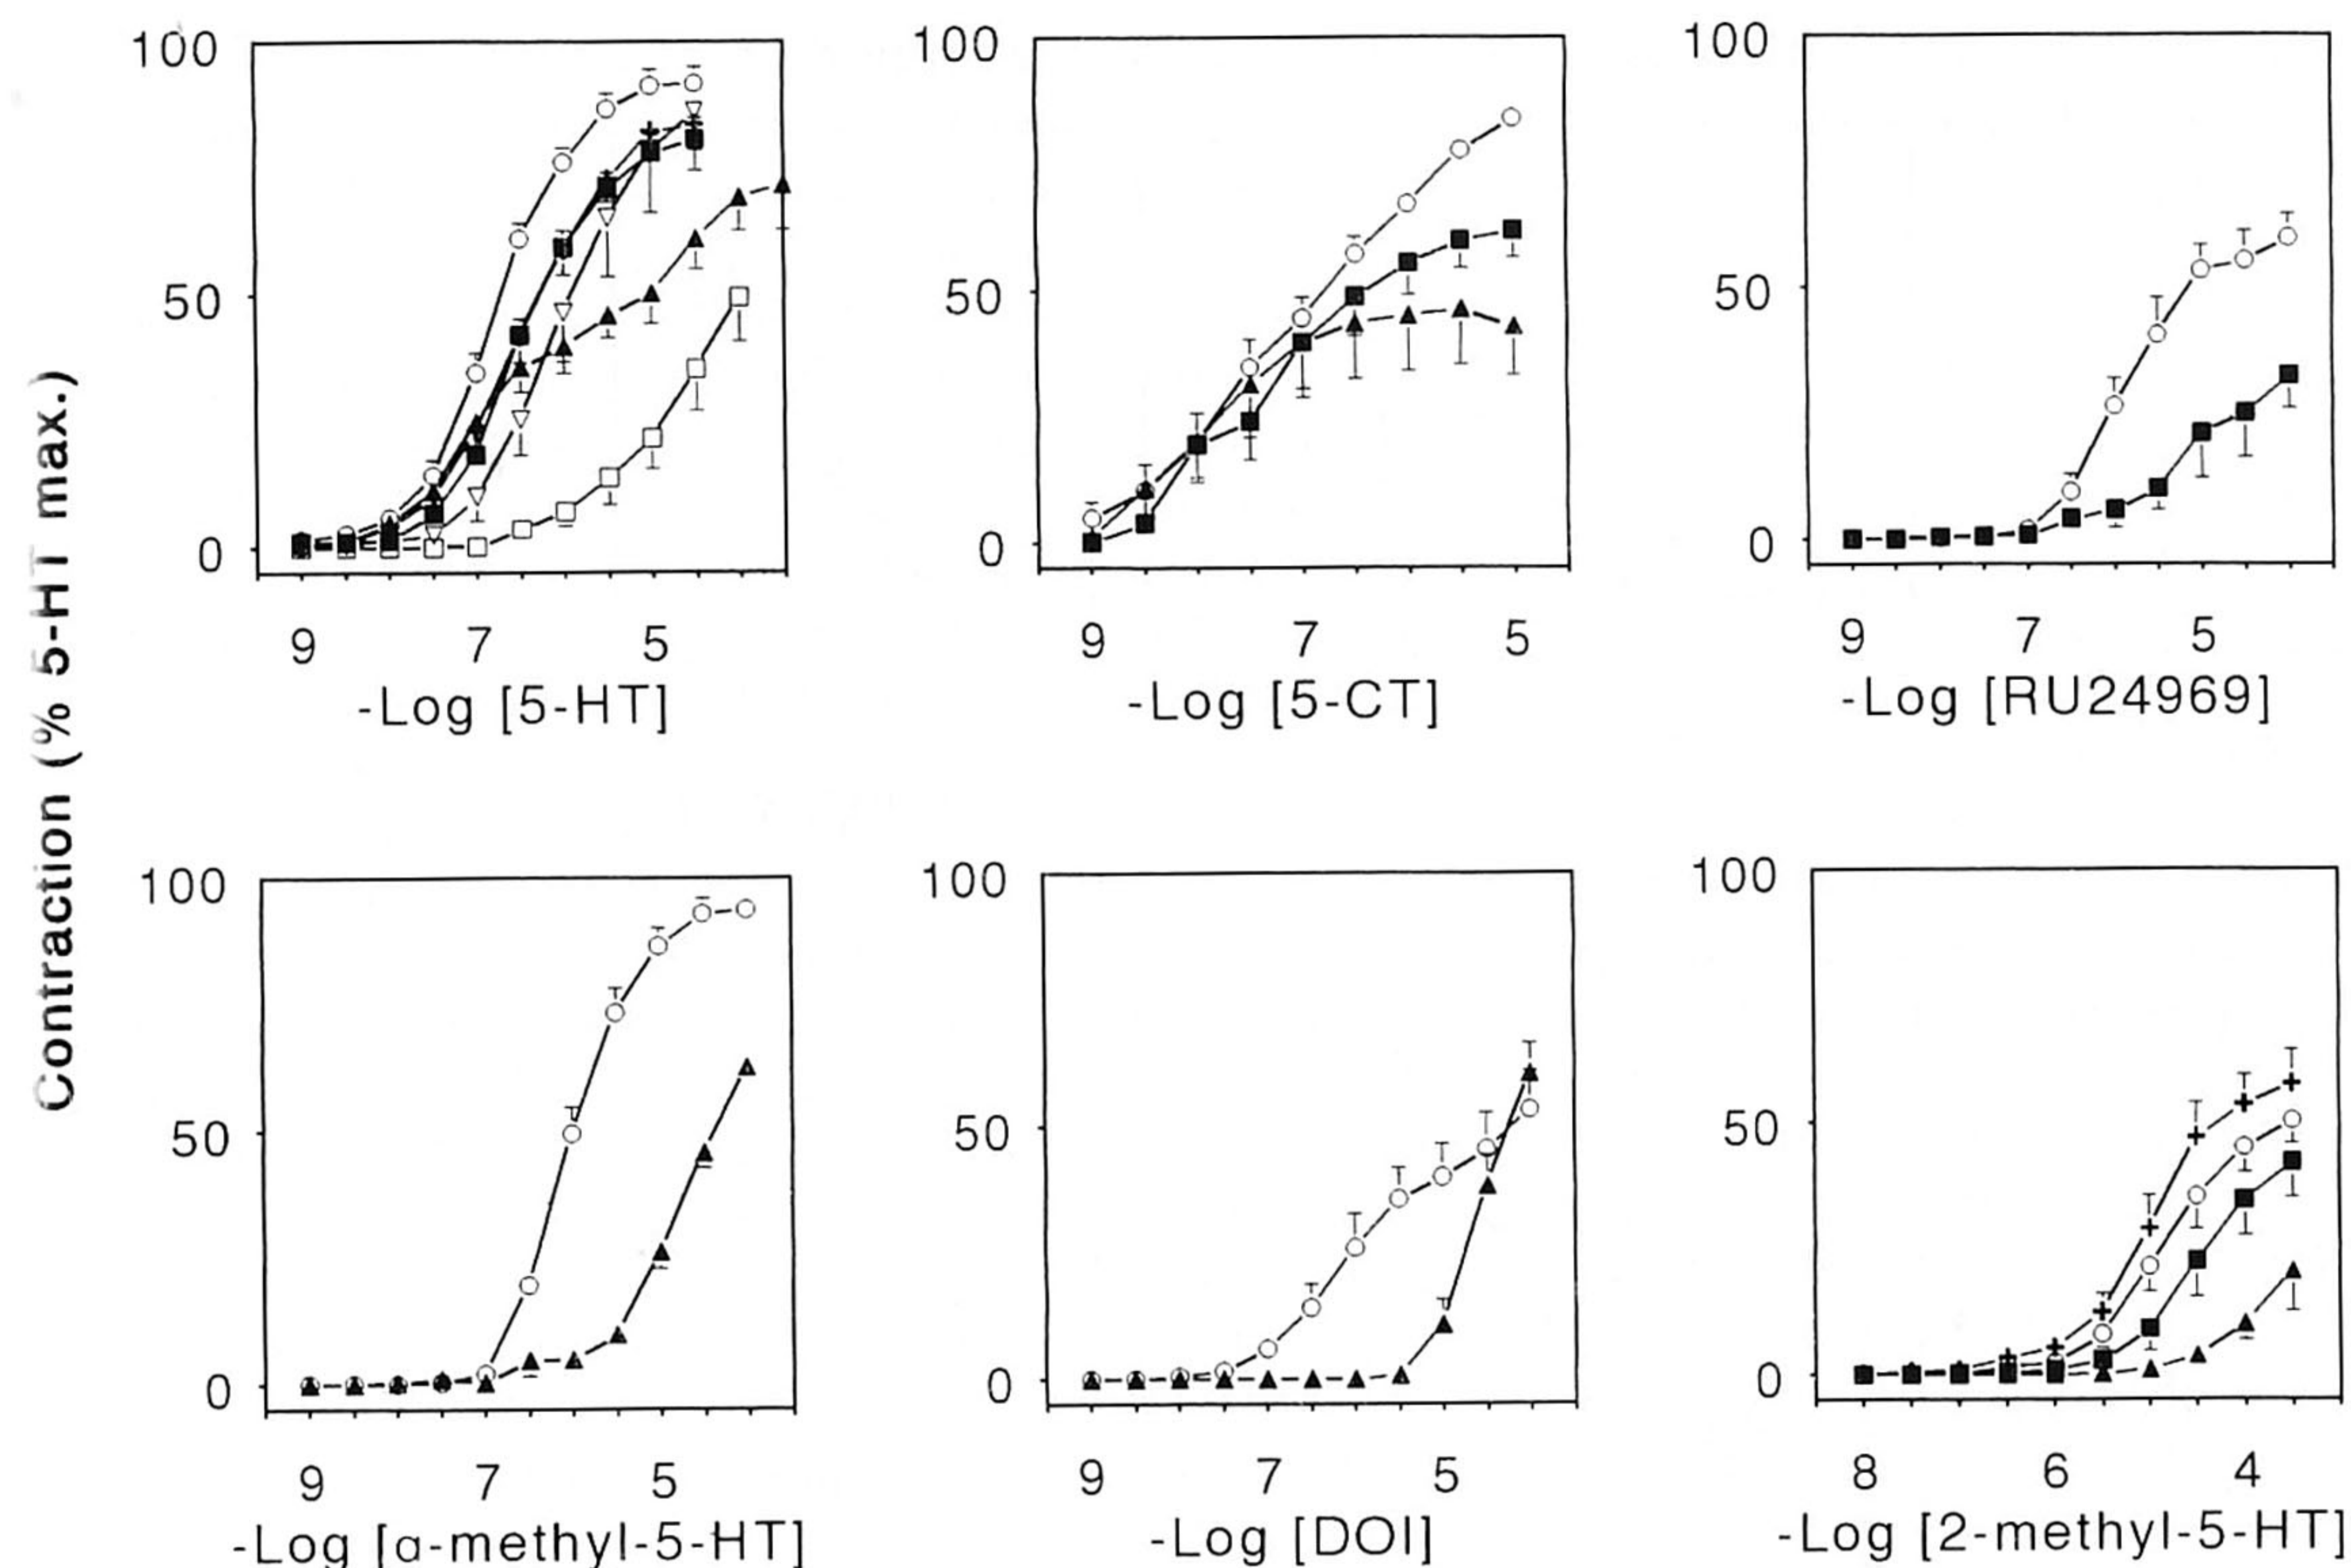 Contraction (% 5-HT max.)
100
50
0
9 7 5
-Log [5-HT]
100
50
0
9 7 5
-Log [5-CT]
100
50
0
9 7 5
-Log [RU24969]
100
50
0
9 7 5
-Log [α-methyl-5-HT]
100
50
0
9 7 5
-Log [DOI]
100
50
0
8 6 4
-Log [2-methyl-5-HT]